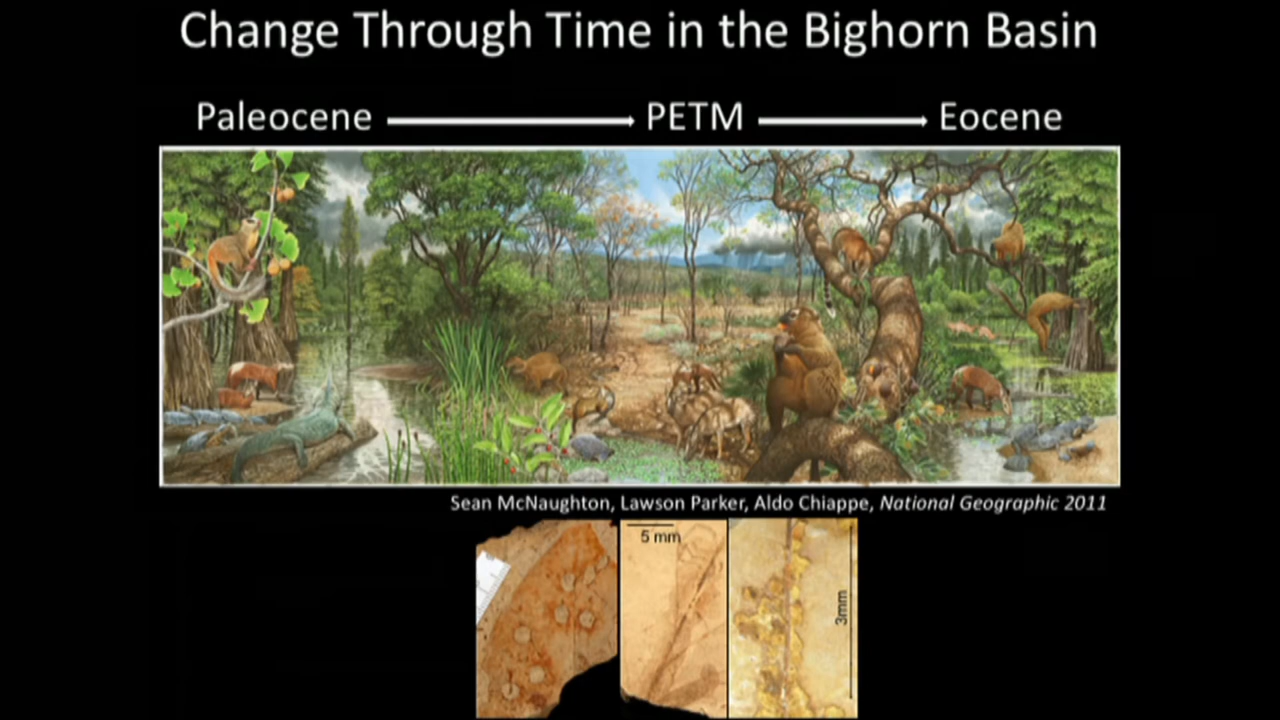 Change Through Time in the Bighorn Basin
Paleocene PETM Eocene
Sean McNaughton, Lawson Parker, Aldo Chiappe, National Geographic 2011
5 mm
3mm